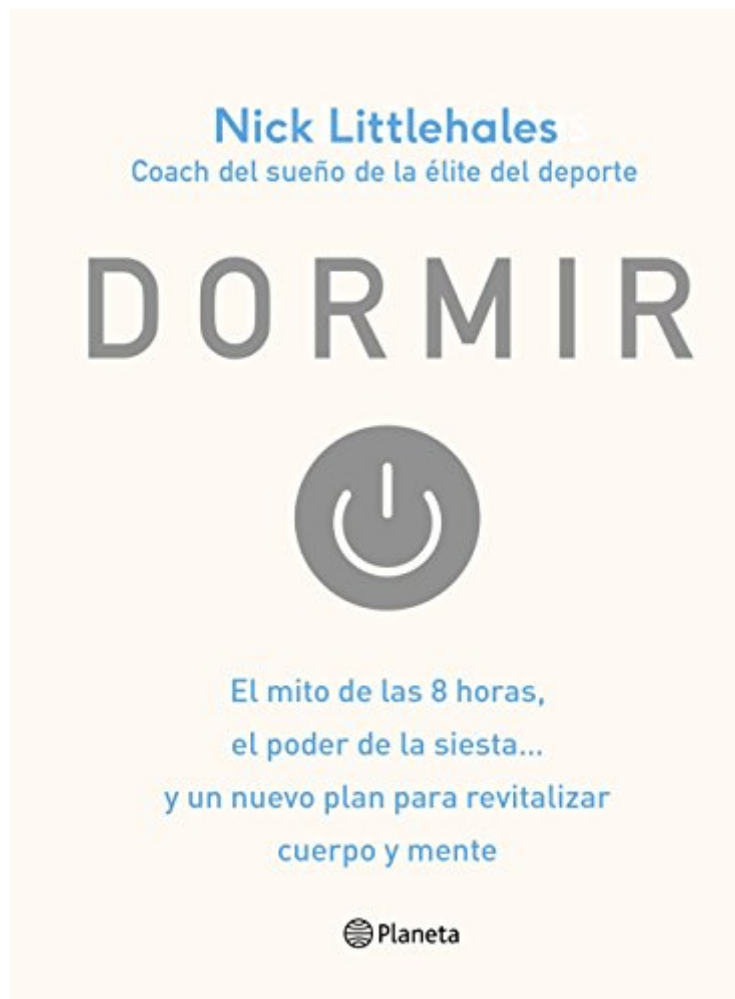 Nick Littlehales
Coach del sueño de la élite del deporte
DORMIR
El mito de las 8 horas,
el poder de la siesta...
y un nuevo plan para revitalizar
cuerpo y mente
Planeta